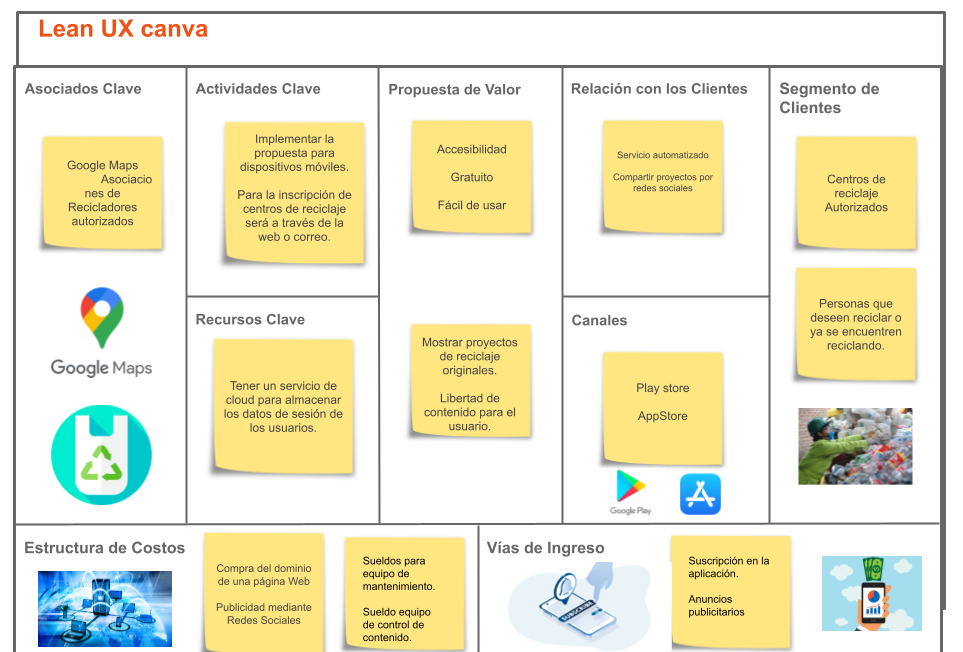 Lean UX canva
Asociados Clave
Google Maps
Asociacio
nes de
Recicladores
autorizados
Google Maps
Actividades Clave
Implementar la
propuesta para
dispositivos móviles.
Para la inscripción de
centros de reciclaje
será a través de la
web o correo.
Recursos Clave
Tener un servicio de
cloud para almacenar
los datos de sesión de
los usuarios.
Propuesta de Valor
Accesibilidad
Gratuito
Fácil de usar
Mostrar proyectos
de reciclaje
originales.
Libertad de
contenido para el
usuario.
Relación con los Clientes
Servicio automatizado
Compartir proyectos por
redes sociales
Canales
Play store
AppStore
Google Play
Segmento de
Clientes
Centros de
reciclaje
Autorizados
Personas que
deseen reciclar o
ya se encuentren
reciclando.
Estructura de Costos
Compra del dominio
de una página Web
Publicidad mediante
Redes Sociales
Sueldos para
equipo de
mantenimiento.
Sueldo equipo
de control de
contenido.
Vías de Ingreso
SUBSCRIBE
Suscripción en la
aplicación.
Anuncios
publicitarios